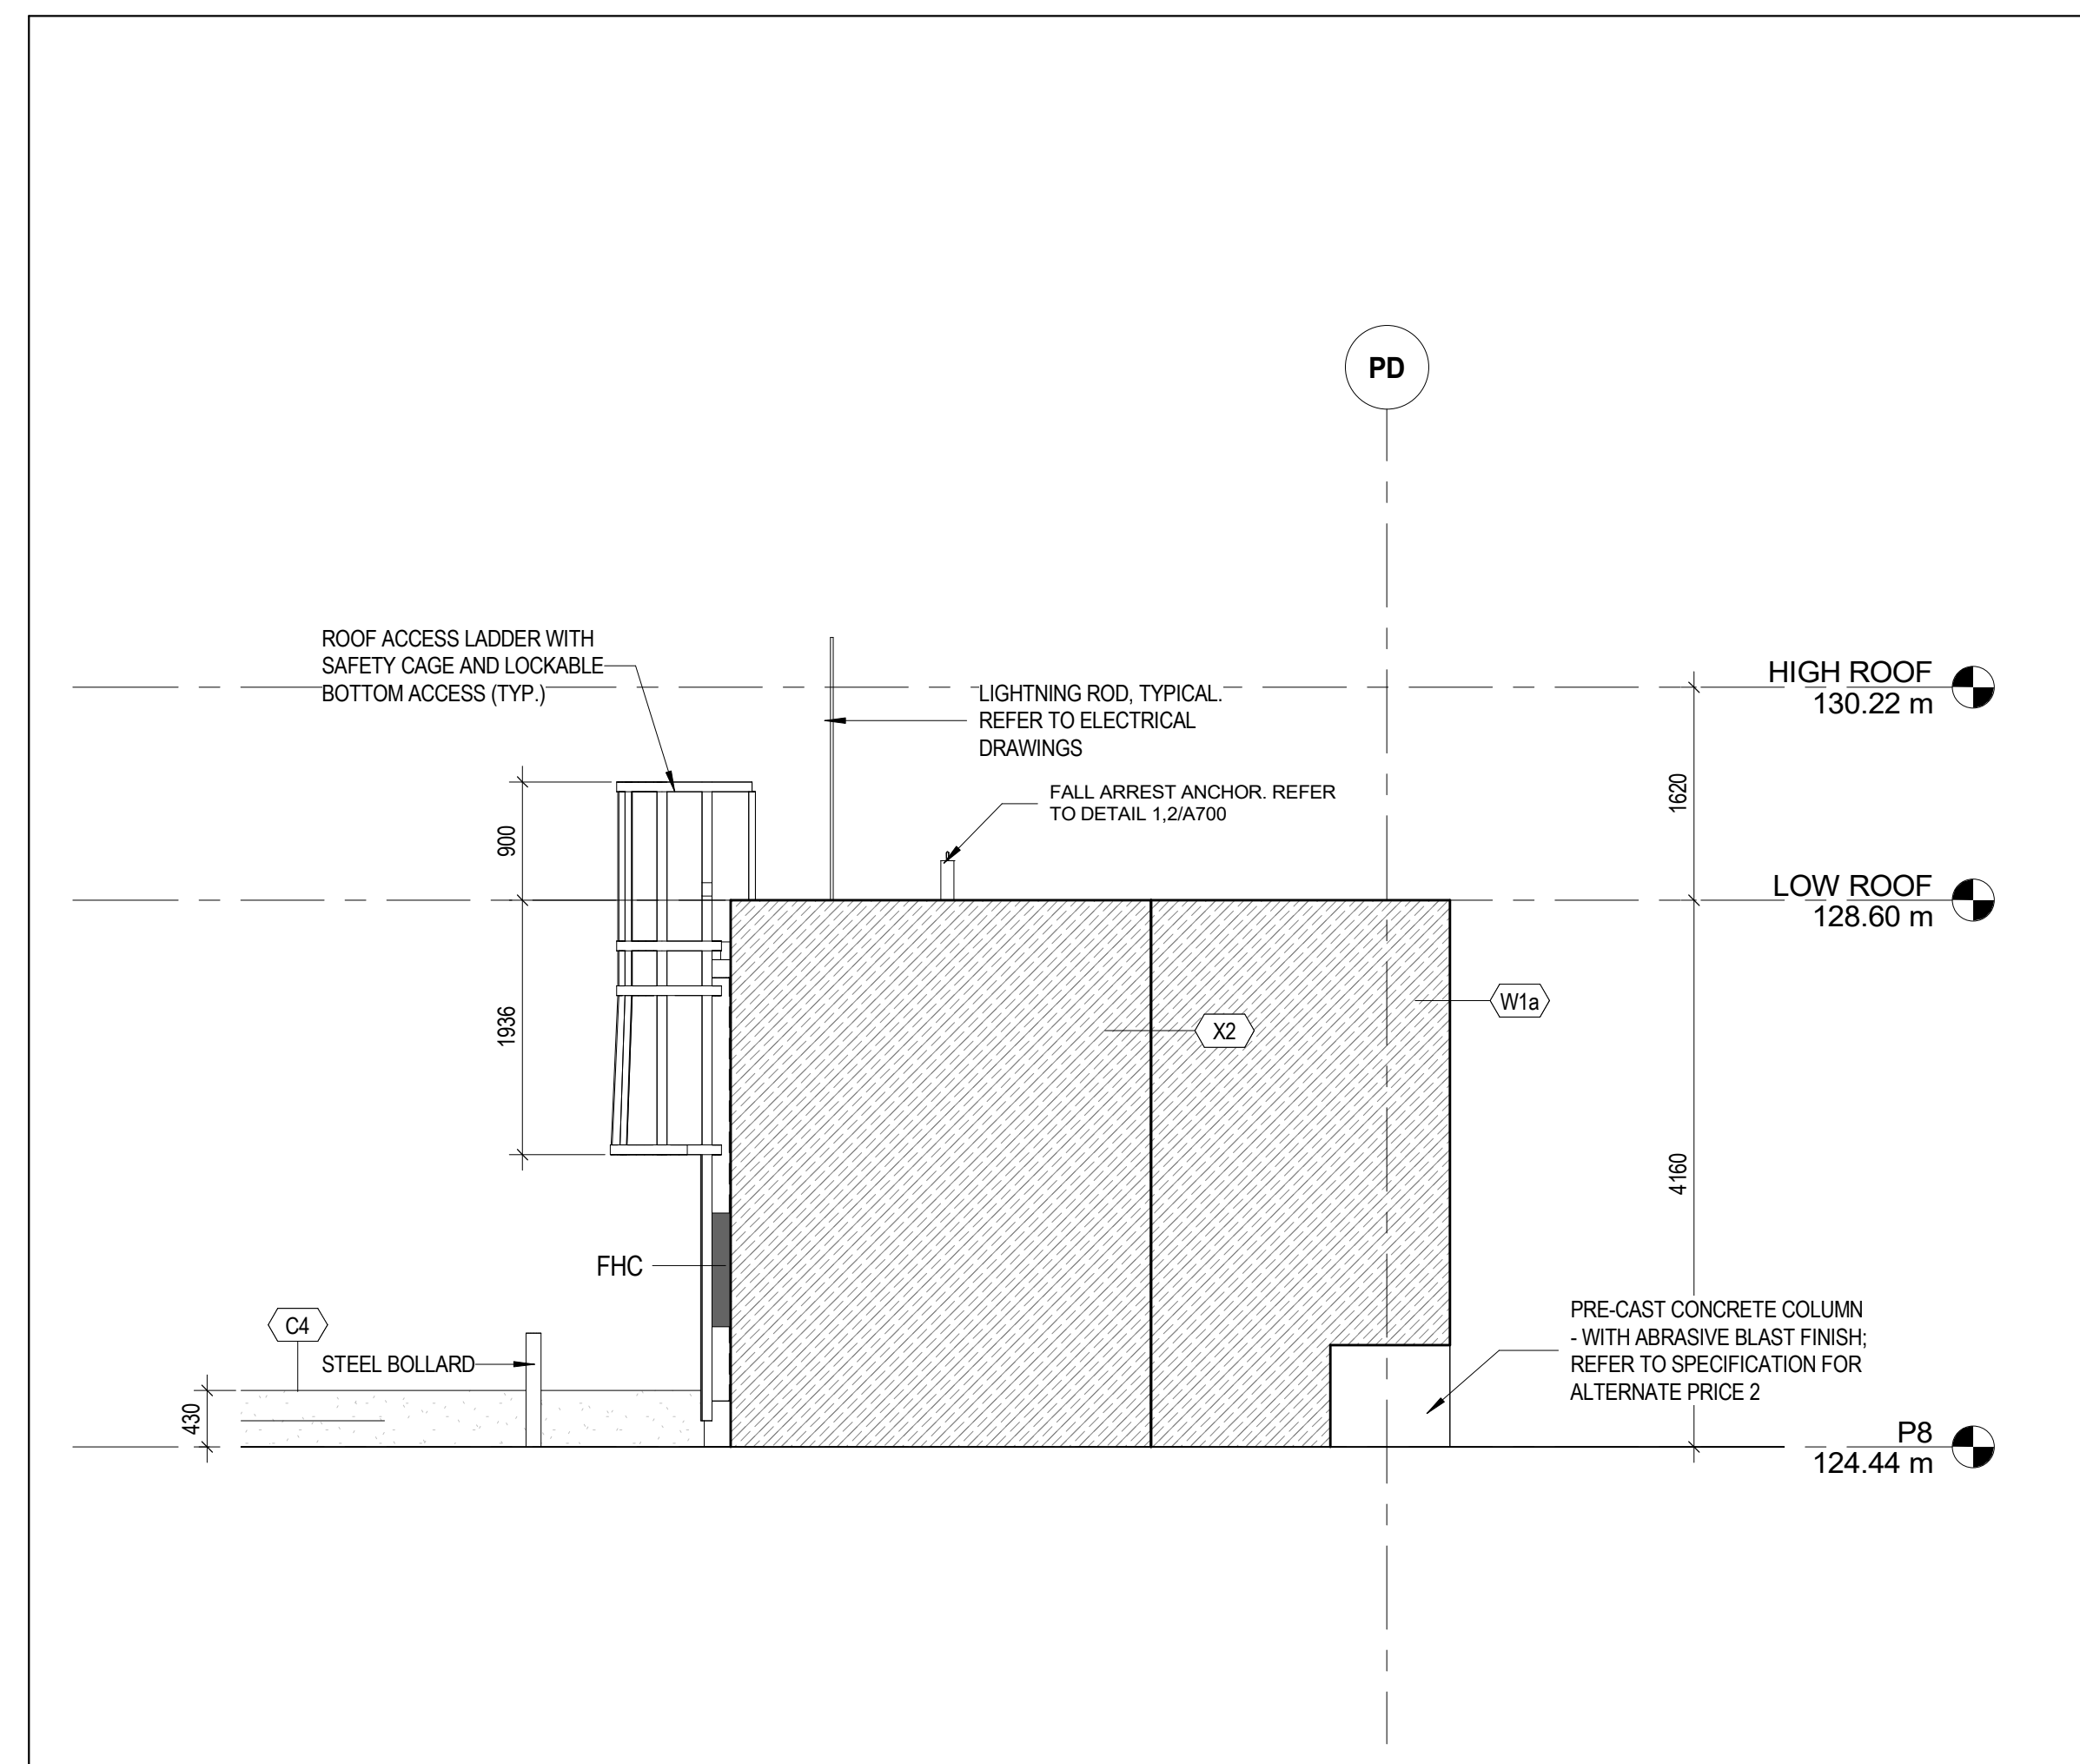 PD
ROOF ACCESS LADDER WITH
SAFETY CAGE AND LOCKABLE
BOTTOM ACCESS (TYP.)
LIGHTNING ROD, TYPICAL.
REFER TO ELECTRICAL
DRAWINGS
HIGH ROOF
130.22 m
FALL ARREST ANCHOR. REFER
TO DETAIL 1,2/A700
900
1620
LOW ROOF
128.60 m
1936
X2
W1a
4160
FHC
C4
STEEL BOLLARD
430
PRE-CAST CONCRETE COLUMN
- WITH ABRASIVE BLAST FINISH;
REFER TO SPECIFICATION FOR
ALTERNATE PRICE 2
P8
124.44 m